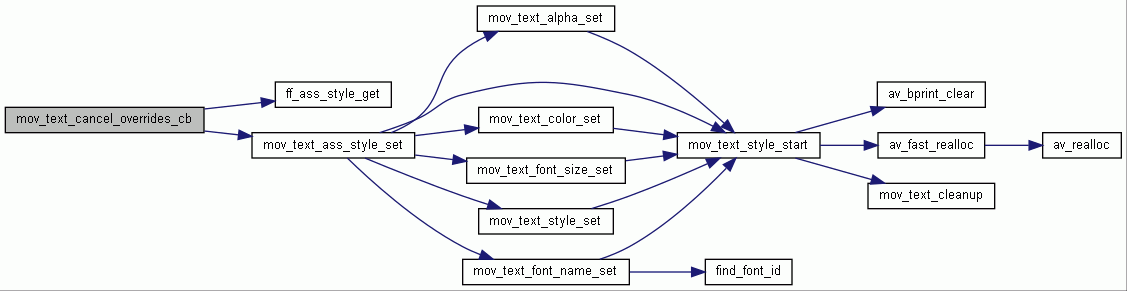 mov_text_alpha_set
ff_ass_style_get
av_bprint_clear
mov_text_cancel_overrides_cb
mov_text_color_set
mov_text_ass_style_set
mov_text_style_start
av_fast_realloc
av_realloc
mov_text_font_size_set
mov_text_cleanup
mov_text_style_set
mov_text_font_name_set
find_font_id